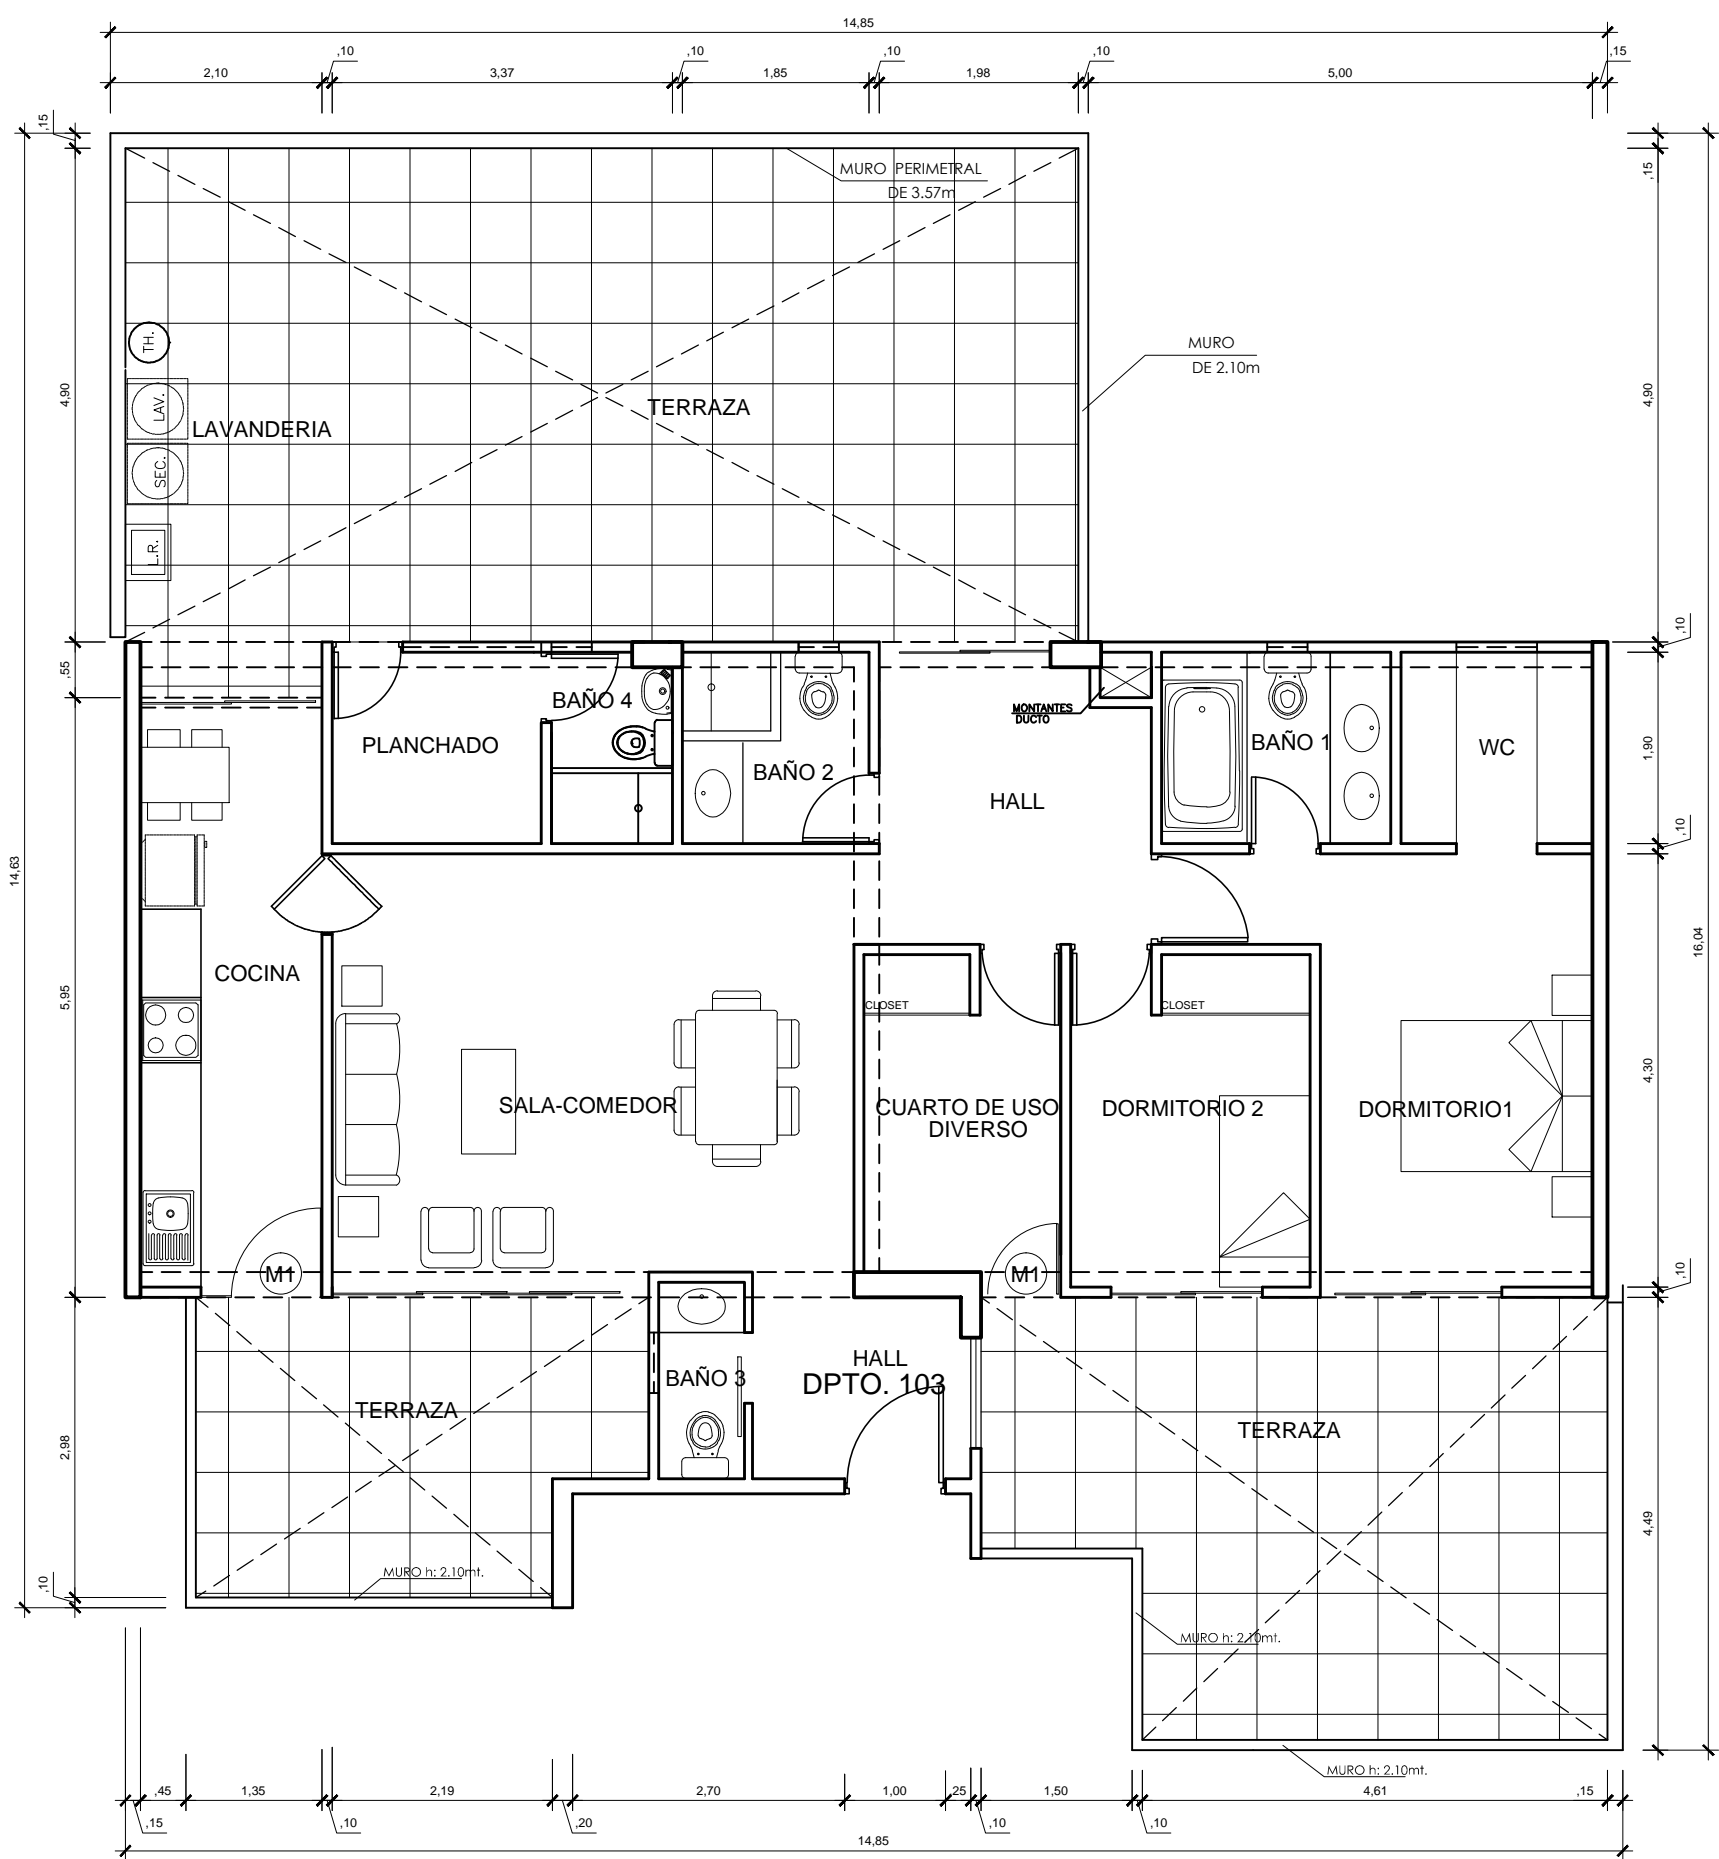 14,85
,10
,10
,10
,10
,15
2,10
3,37
1,85
1,98
5,00
,15
MURO PERIMETRAL
DE 3.57m
,15
TH.
MURO
DE 2.10m
4,90
LAV.
LAVANDERIA
TERRAZA
4,90
SEC.
L.R.
,10
,55
BAÑO 4
MONTANTES
DUCTO
PLANCHADO
BAÑO 2
HALL
BAÑO 1
WC
1,90
,10
14,63
16,04
COCINA
5,95
CLOSET
CLOSET
4,30
SALA-COMEDOR
CUARTO DE USO
DIVERSO
DORMITORIO 2
DORMITORIO1
M1
M1
,10
HALL
DPTO. 103
BAÑO 3
TERRAZA
TERRAZA
2,98
4,49
MURO h: 2.10mt.
,10
MURO h: 2.10mt.
MURO h: 2.10mt.
,45
1,35
2,19
2,70
1,00
,25
1,50
4,61
,15
,15
,10
,20
,10
,10
14,85